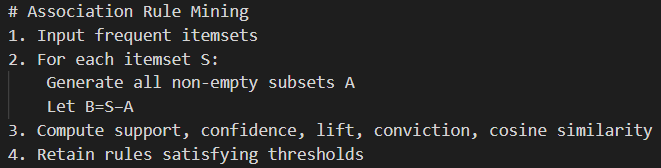 # Association Rule Mining
1. Input frequent itemsets
2. For each itemset S:
Generate all non-empty subsets A
Let B=S−A
3. Compute support, confidence, lift, conviction, cosine similarity
4. Retain rules satisfying thresholds